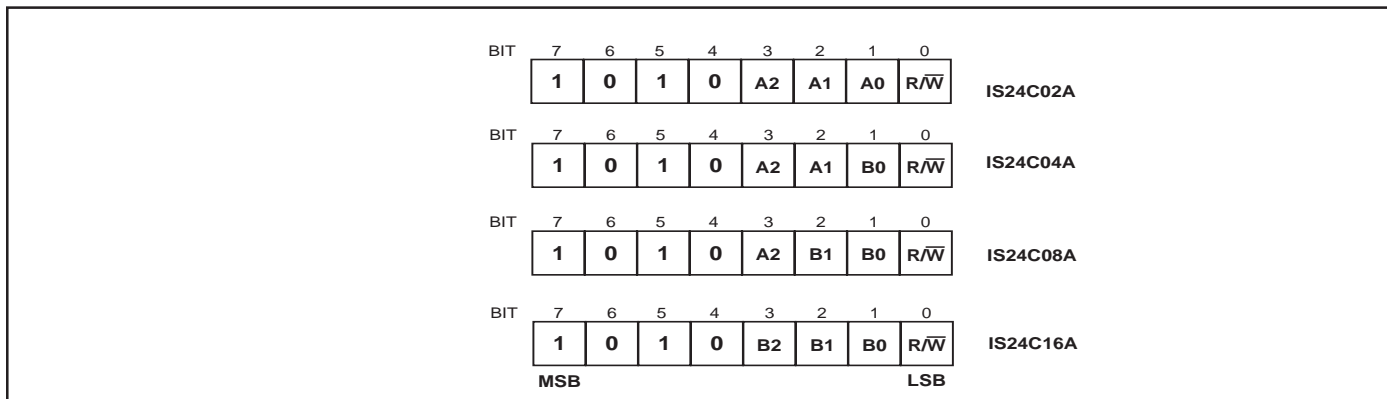 BIT 7 6 5 4 3 2 1 0
1 0 1 0 A2 A1 A0 R/W̅ IS24C02A
BIT 7 6 5 4 3 2 1 0
1 0 1 0 A2 A1 B0 R/W̅ IS24C04A
BIT 7 6 5 4 3 2 1 0
1 0 1 0 A2 B1 B0 R/W̅ IS24C08A
BIT 7 6 5 4 3 2 1 0
1 0 1 0 B2 B1 B0 R/W̅ IS24C16A
MSB LSB